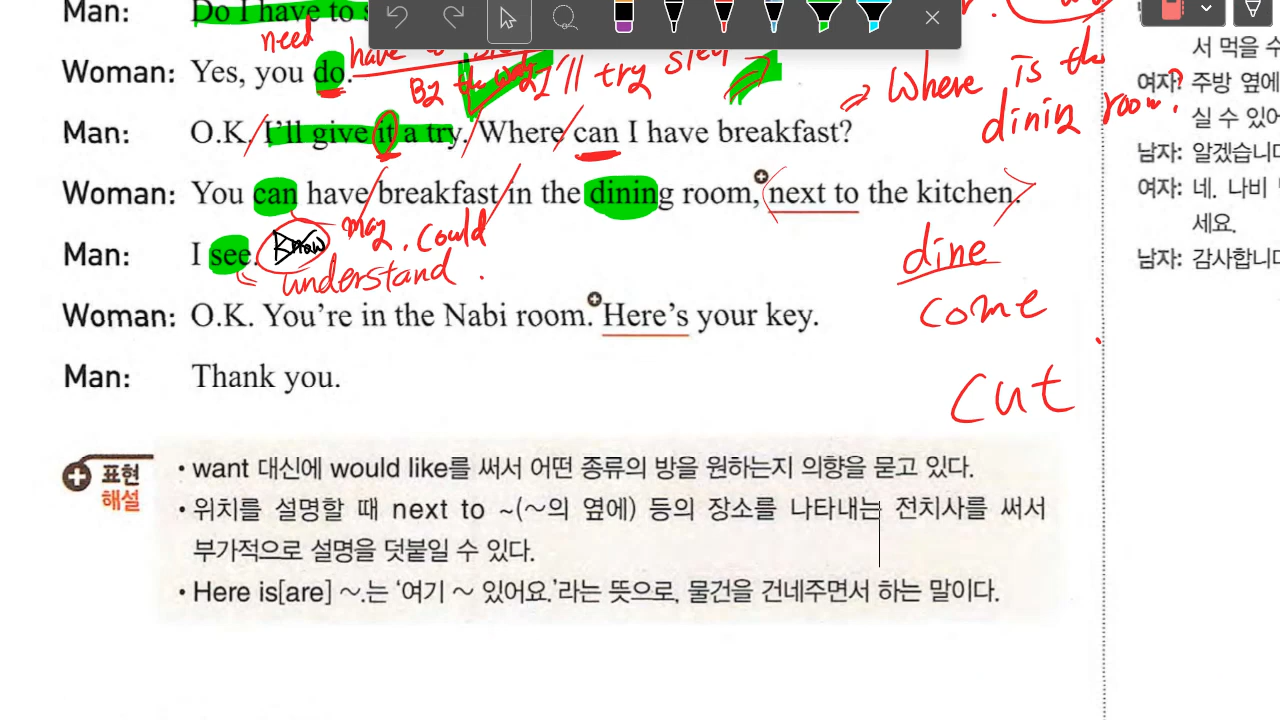 Man: Do I have to s
need
Woman: Yes, you do.
have
By the way I'll try sleep
Man: O.K. I'll give it a try. Where can I have breakfast?
Where is the
dining room?
Woman: You can have breakfast in the dining room, next to the kitchen.
may. could
Man: I see. know
understand.
dine
come
cut
Woman: O.K. You're in the Nabi room. Here's your key.
Man: Thank you.
표현
해설
• want 대신에 would like를 써서 어떤 종류의 방을 원하는지 의향을 묻고 있다.
• 위치를 설명할 때 next to ~(~의 옆에) 등의 장소를 나타내는 전치사를 써서
부가적으로 설명을 덧붙일 수 있다.
• Here is[are] ~.는 '여기 ~ 있어요.'라는 뜻으로, 물건을 건네주면서 하는 말이다.
서 먹을 수
여자: 주방 옆에
실 수 있어
남자: 알겠습니다
여자: 네. 나비
세요.
남자: 감사합니다